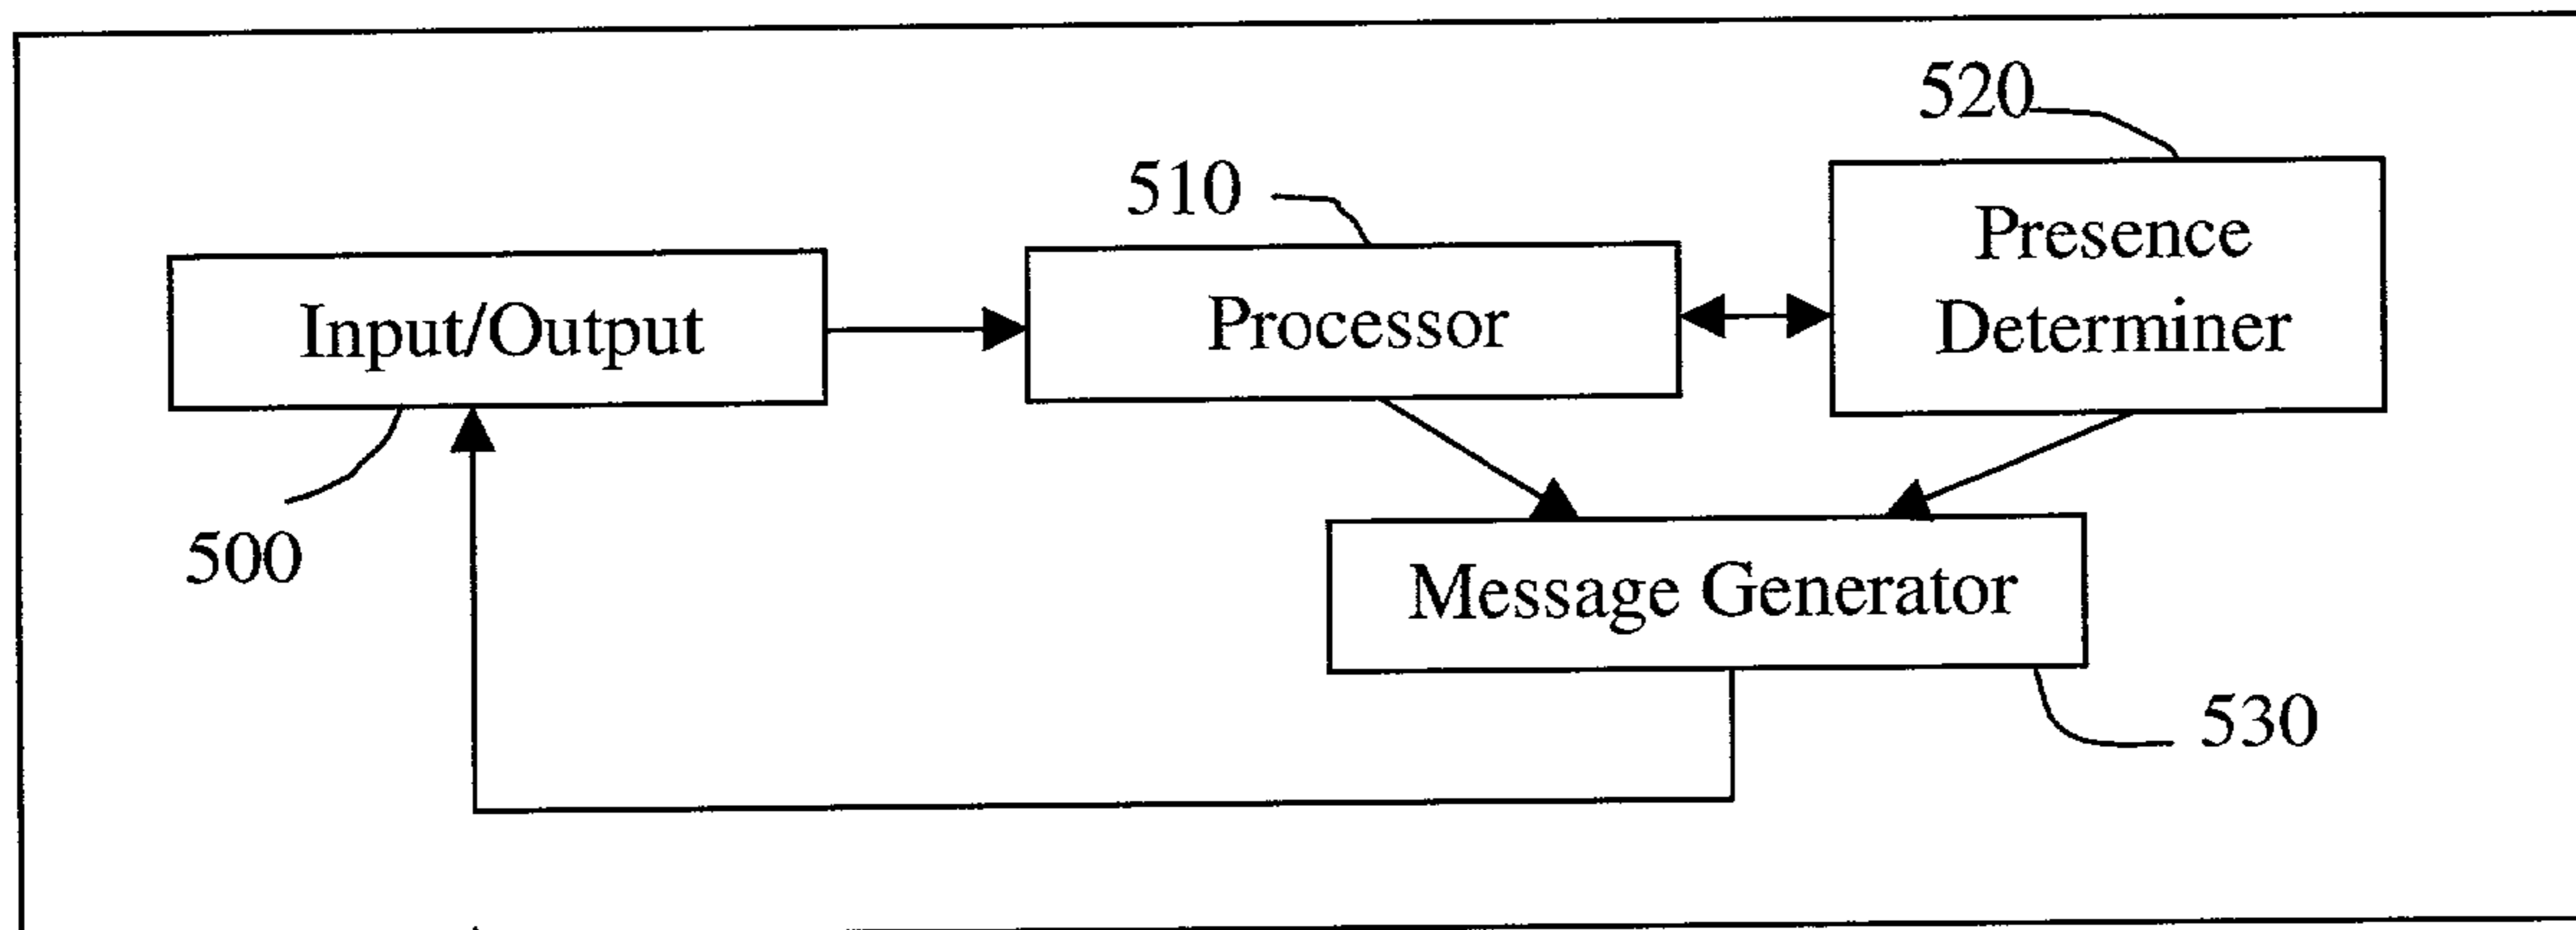 520
510
Presence
Determiner
Input/Output
Processor
500
Message Generator
530